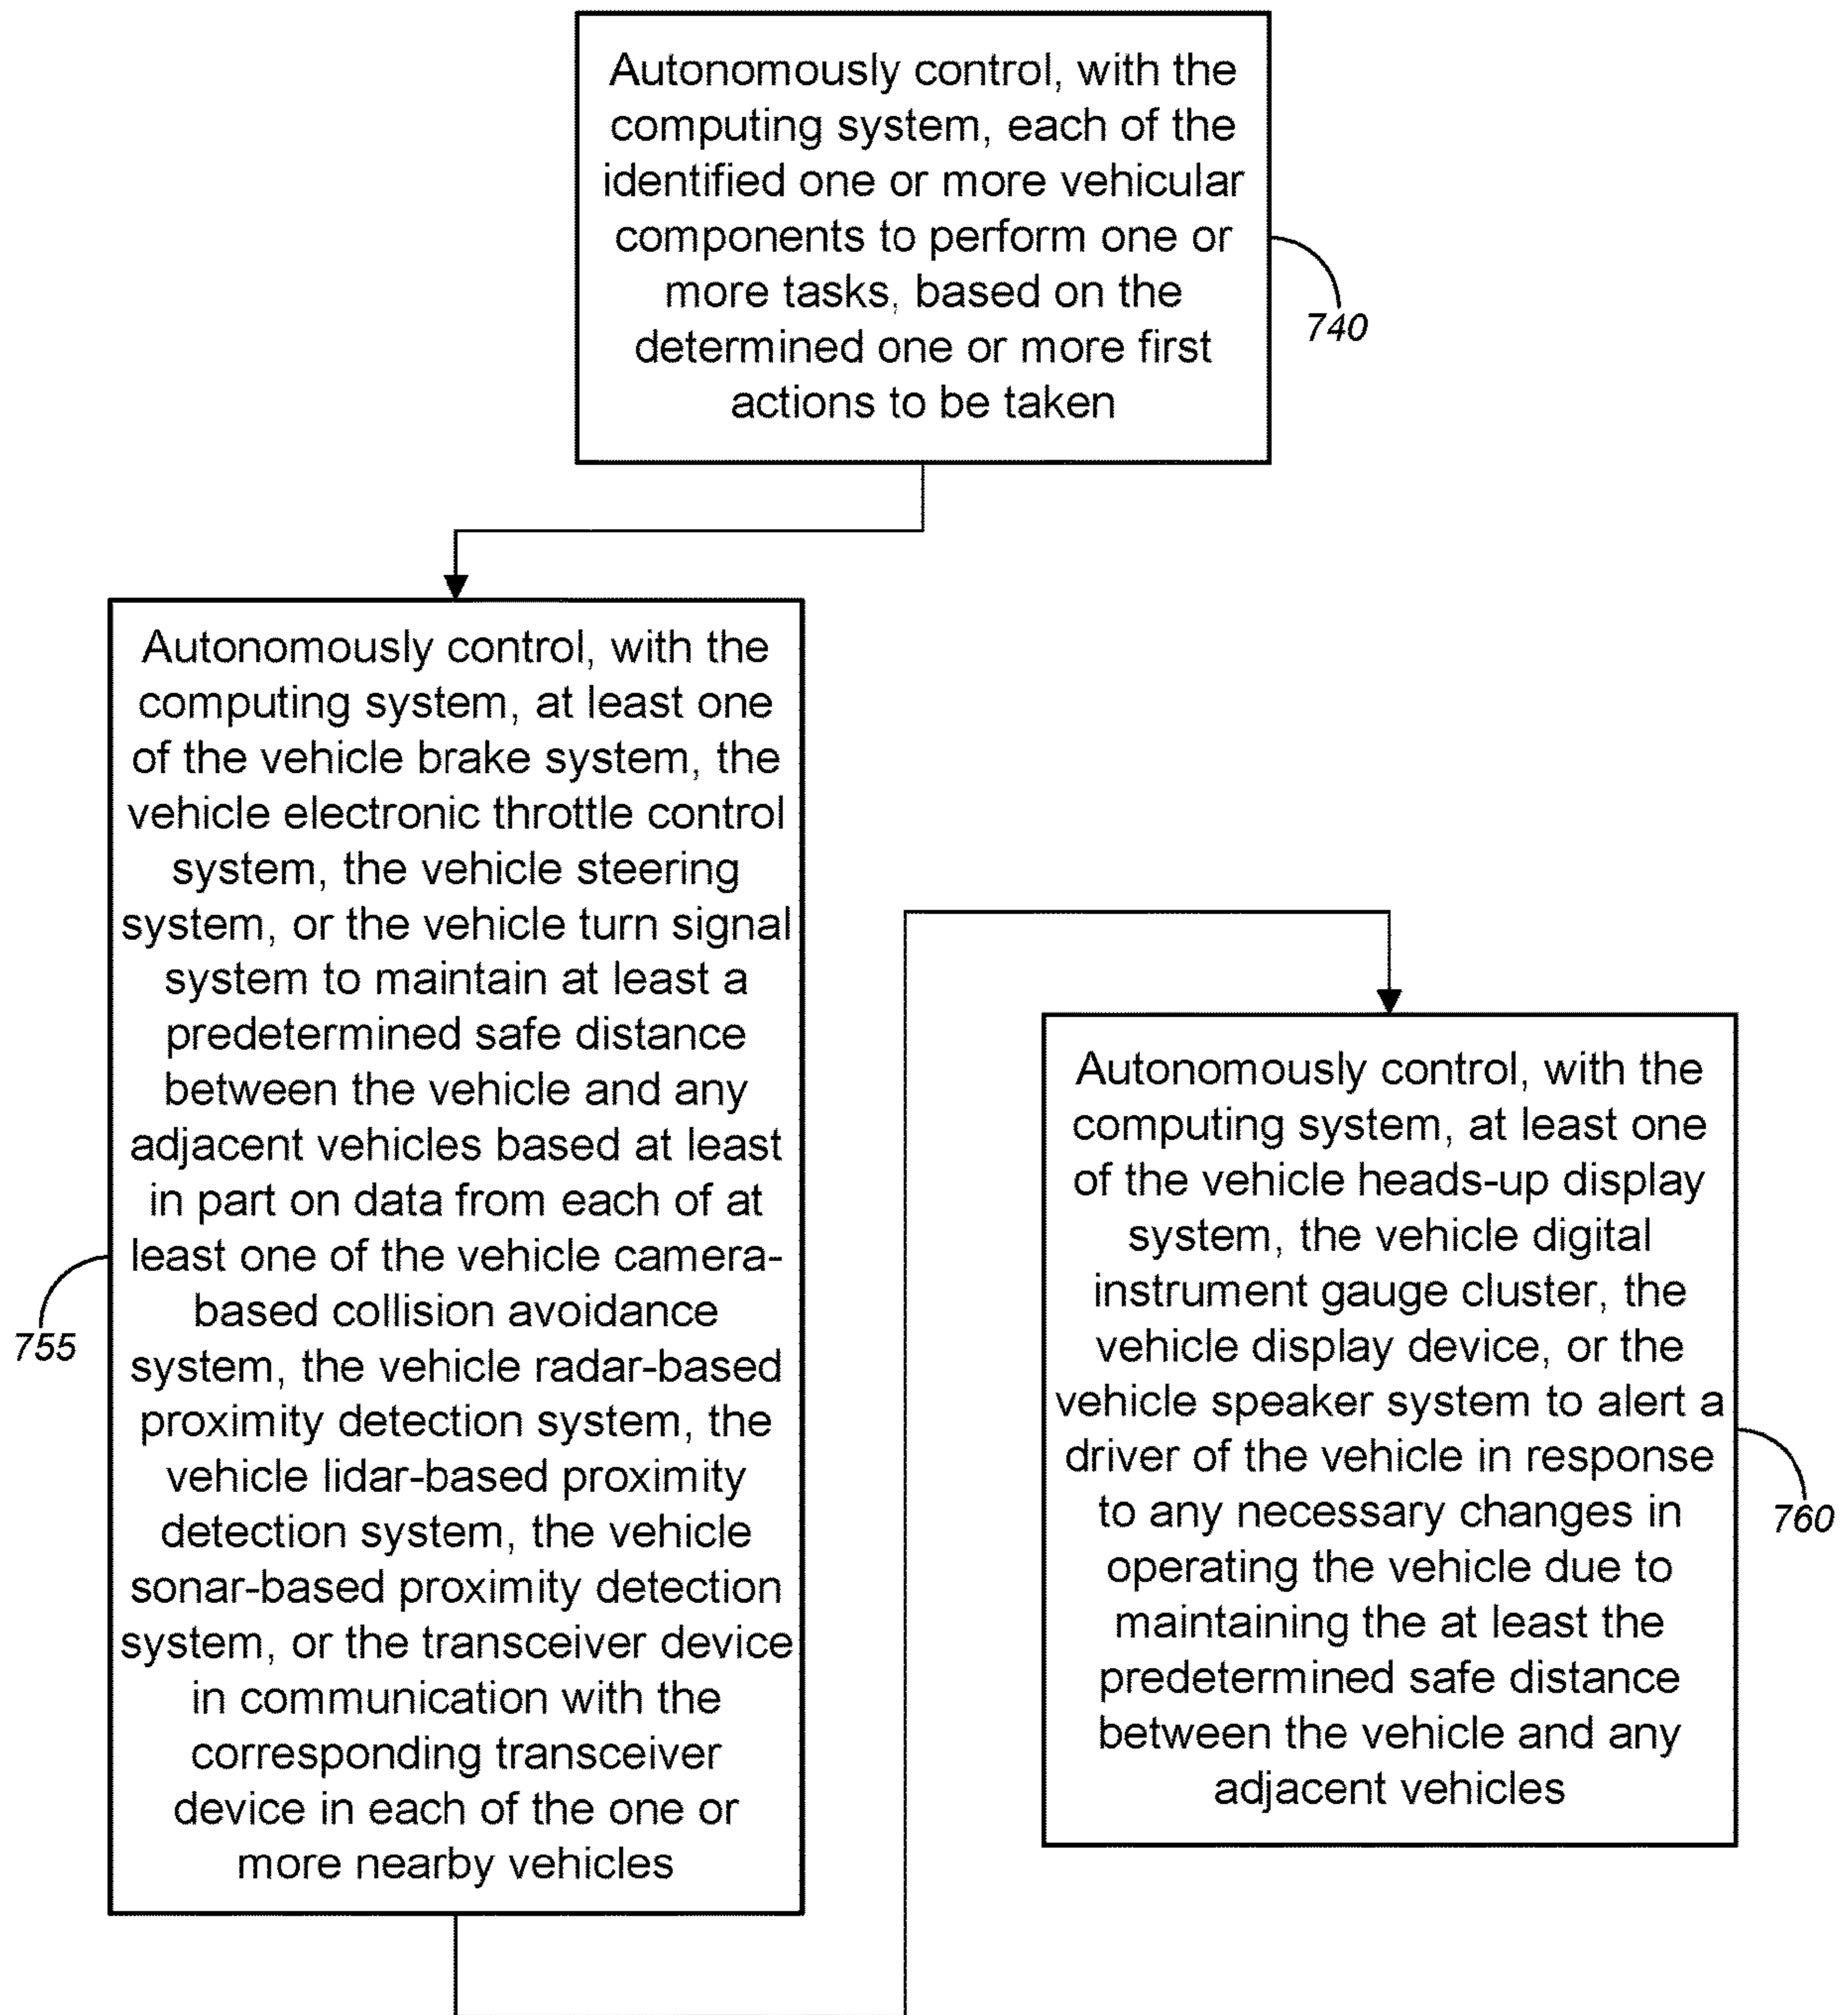 Autonomously control, with the
computing system, each of the
identified one or more vehicular
components to perform one or
more tasks, based on the
determined one or more first
actions to be taken
740
Autonomously control, with the
computing system, at least one
of the vehicle brake system, the
vehicle electronic throttle control
system, the vehicle steering
system, or the vehicle turn signal
system to maintain at least a
predetermined safe distance
between the vehicle and any
adjacent vehicles based at least
in part on data from each of at
least one of the vehicle camera-
based collision avoidance
system, the vehicle radar-based
proximity detection system, the
vehicle lidar-based proximity
detection system, the vehicle
sonar-based proximity detection
system, or the transceiver device
in communication with the
corresponding transceiver
device in each of the one or
more nearby vehicles
755
Autonomously control, with the
computing system, at least one
of the vehicle heads-up display
system, the vehicle digital
instrument gauge cluster, the
vehicle display device, or the
vehicle speaker system to alert a
driver of the vehicle in response
to any necessary changes in
operating the vehicle due to
maintaining the at least the
predetermined safe distance
between the vehicle and any
adjacent vehicles
760